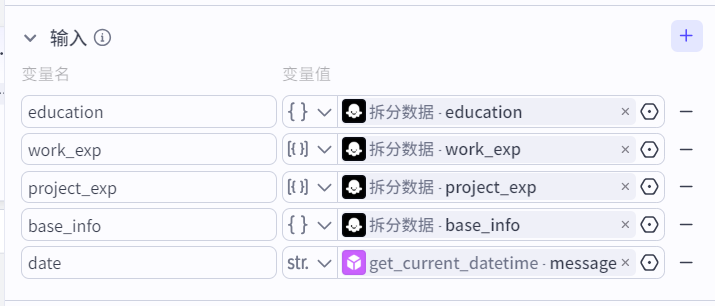 输入
变量名 变量值
education { } 拆分数据 · education ×
work_exp [{}] 拆分数据 · work_exp ×
project_exp [{}] 拆分数据 · project_exp ×
base_info { } 拆分数据 · base_info ×
date str. get_current_datetime · message ×